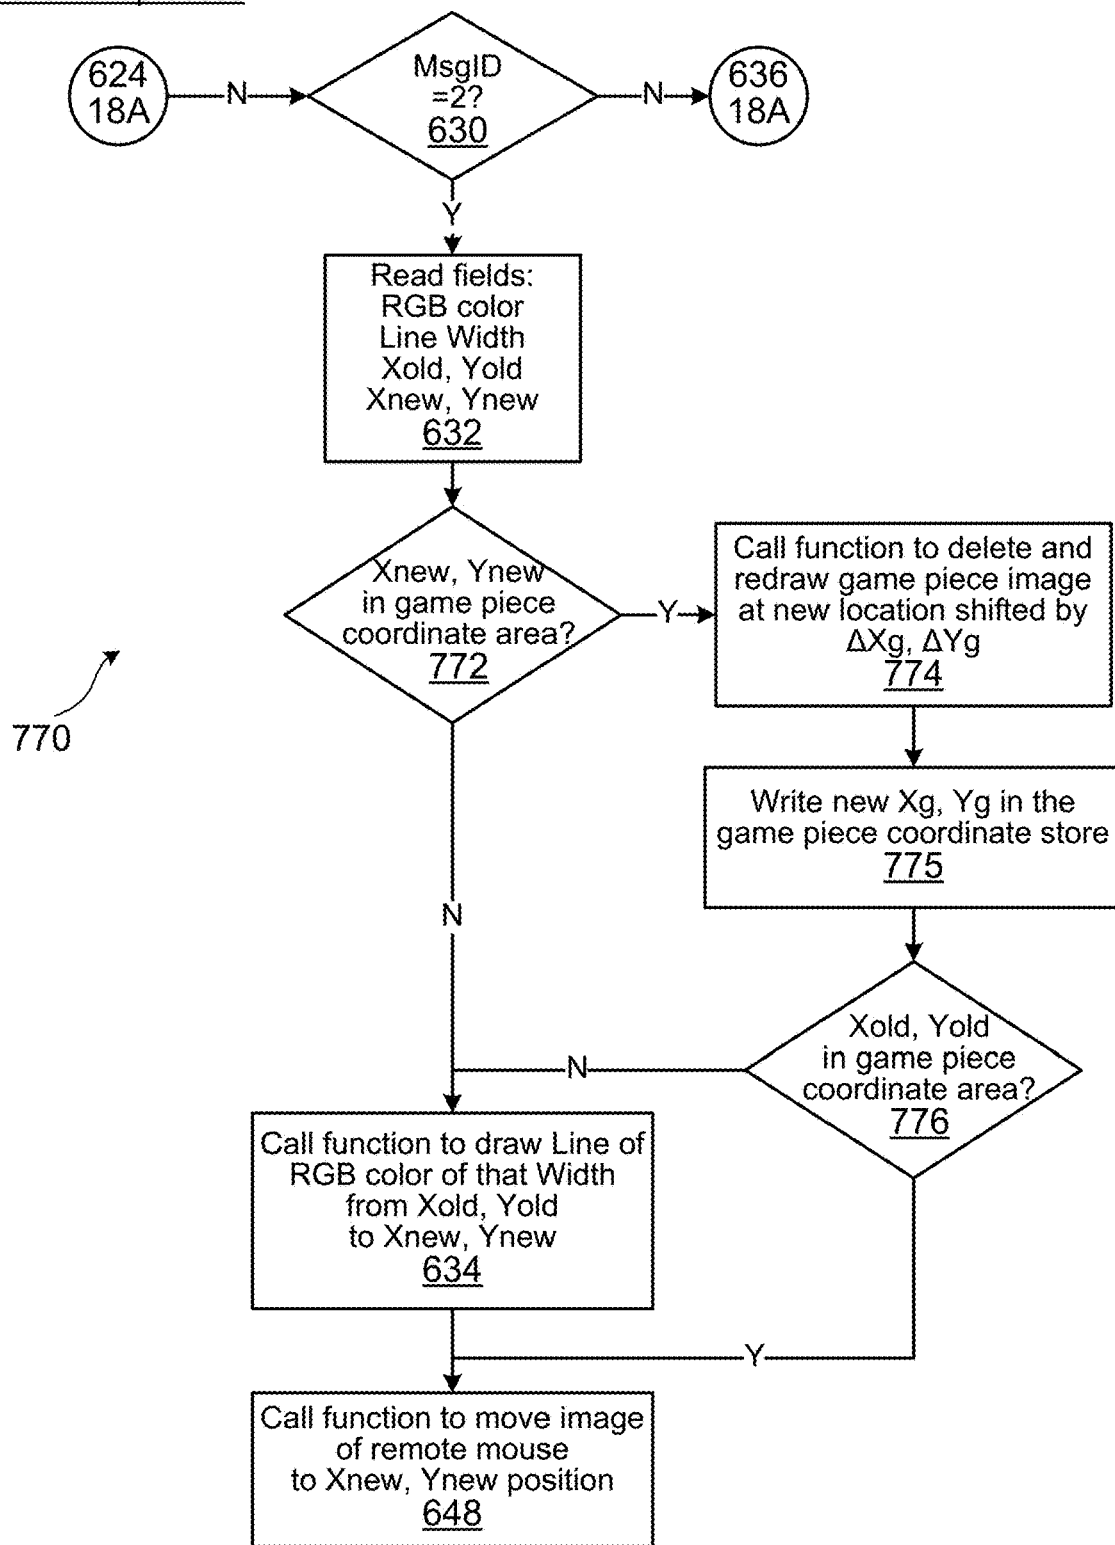 624
18A
N
MsgID
=2?
630
N
636
18A
Y
Read fields:
RGB color
Line Width
Xold, Yold
Xnew, Ynew
632
Xnew, Ynew
in game piece
coordinate area?
772
Y
Call function to delete and
redraw game piece image
at new location shifted by
ΔXg, ΔYg
774
770
Write new Xg, Yg in the
game piece coordinate store
775
N
Xold, Yold
in game piece
coordinate area?
776
N
Call function to draw Line of
RGB color of that Width
from Xold, Yold
to Xnew, Ynew
634
Y
Call function to move image
of remote mouse
to Xnew, Ynew position
648